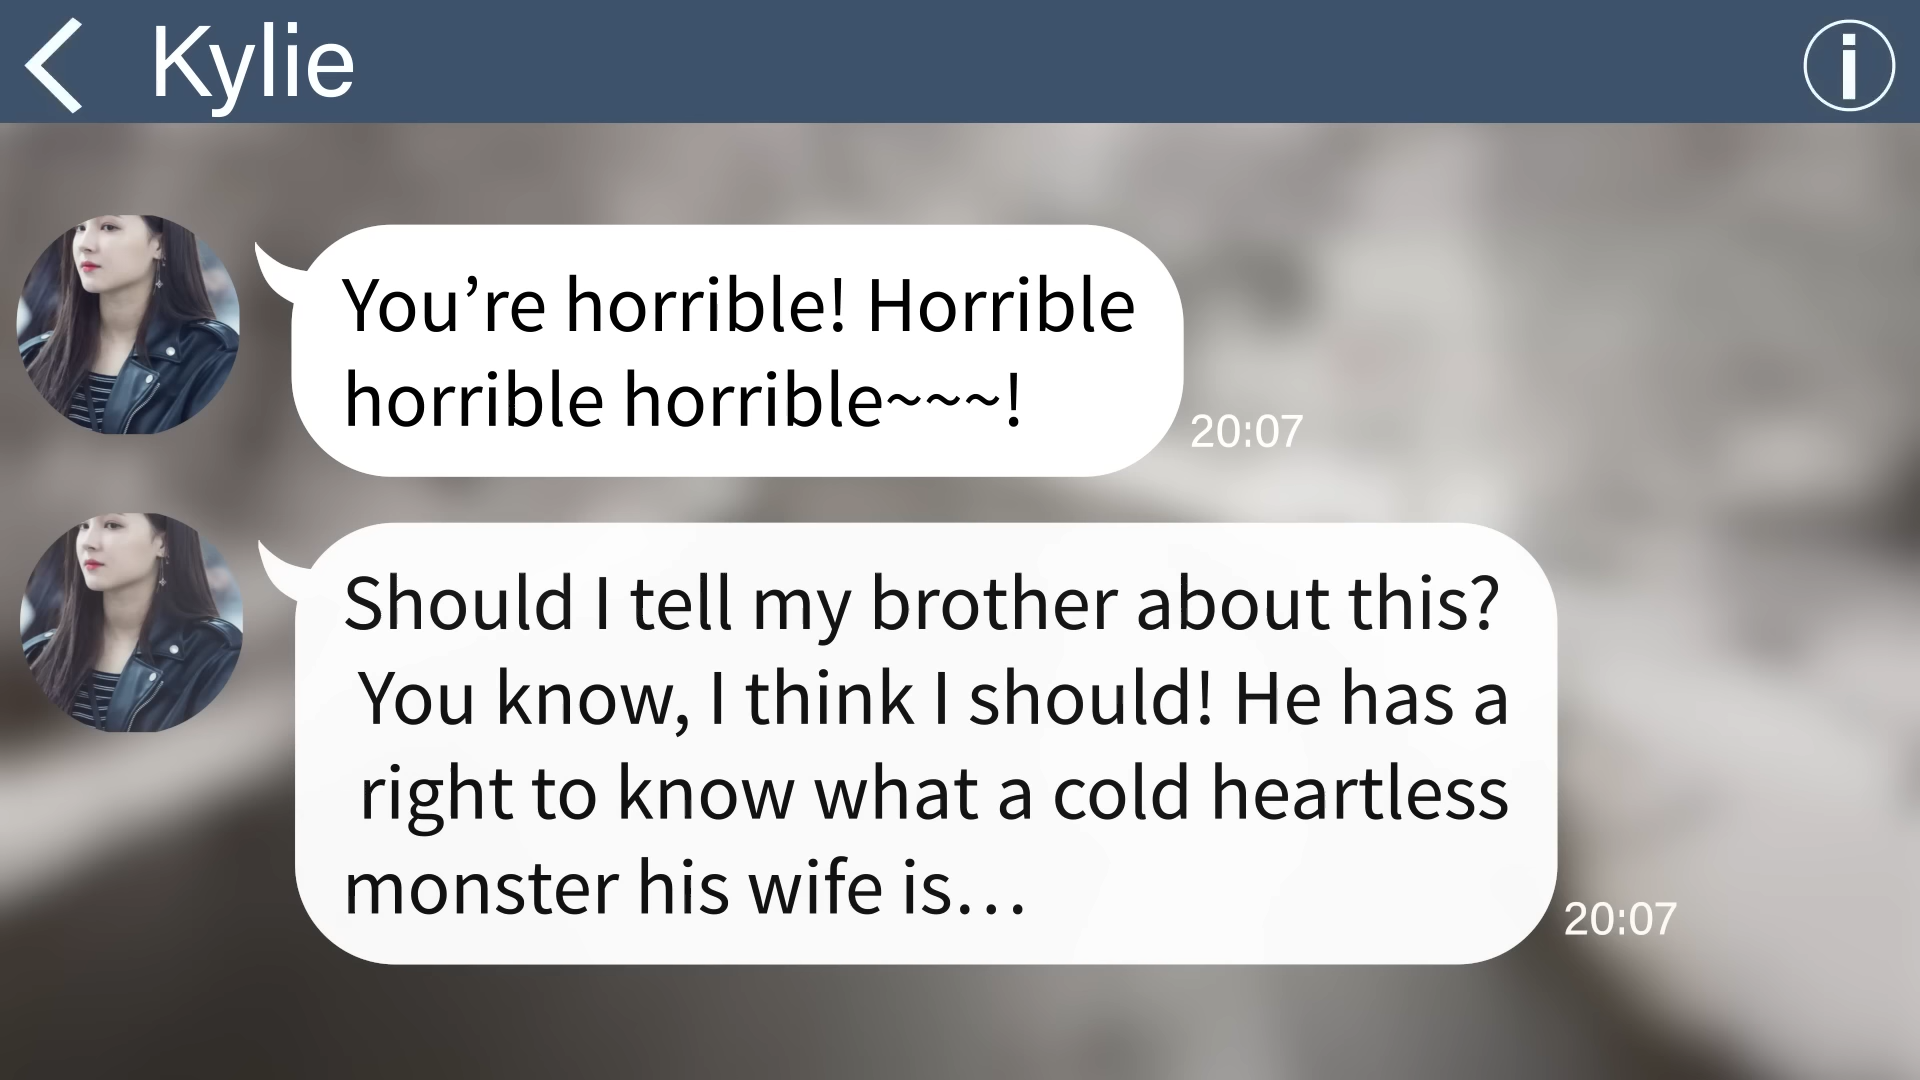 Kylie
You’re horrible! Horrible
horrible horrible~~~!
20:07
Should I tell my brother about this?
You know, I think I should! He has a
right to know what a cold heartless
monster his wife is…
20:07